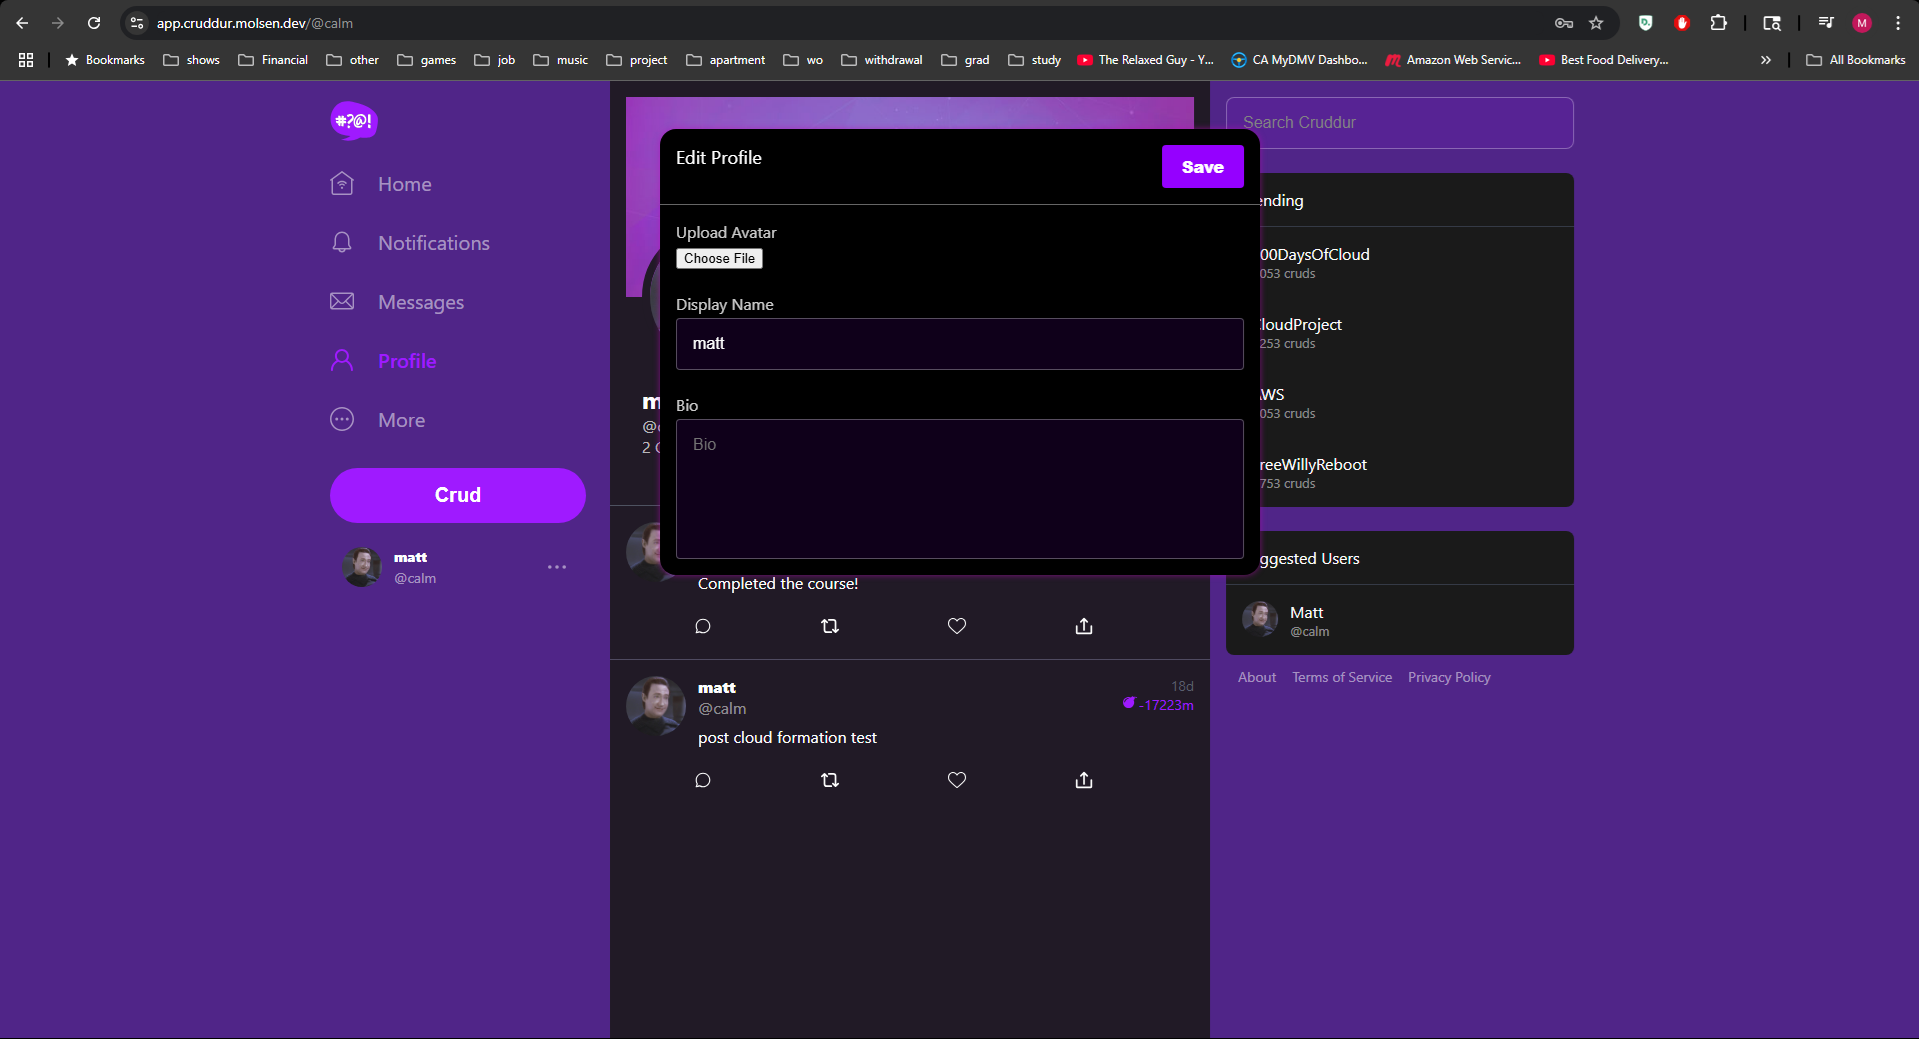 app.cruddur.molsen.dev/@calm
M
Bookmarks shows Financial other games job music project apartment wo withdrawal grad study The Relaxed Guy - Y... CA MyDMV Dashbo... Amazon Web Servic... Best Food Delivery... » All Bookmarks
#?@!
Home
Notifications
Messages
Profile
More
Crud
matt
@calm
Edit Profile
Save
Upload Avatar
Choose File
Display Name
matt
Bio
Bio
m
@
2
Completed the course!
matt
18d
@calm
-17223m
post cloud formation test
Search Cruddur
ending
00DaysOfCloud
053 cruds
loudProject
253 cruds
WS
053 cruds
reeWillyReboot
753 cruds
ggested Users
Matt
@calm
About Terms of Service Privacy Policy